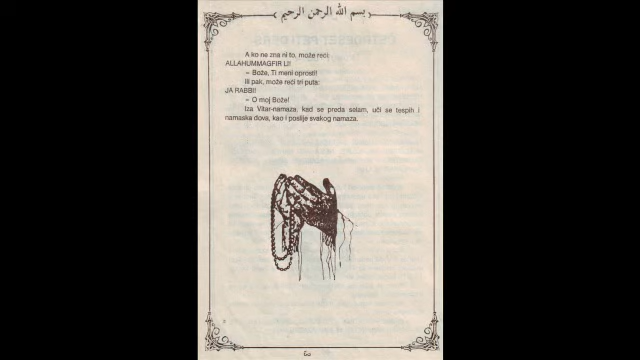 بسم الله الرحمن الرحيم
A ko ne zna ni to, može reći
ALLAHUMMAGFIR LI!
– Bože, Ti meni oprosti!
Ili pak, može reći tri puta:
JA RABBI!
– O moj Bože!
Iza Vitar-namaza, kad se preda selam, uči se tespih i
namaska dova, kao i poslije svakog namaza.